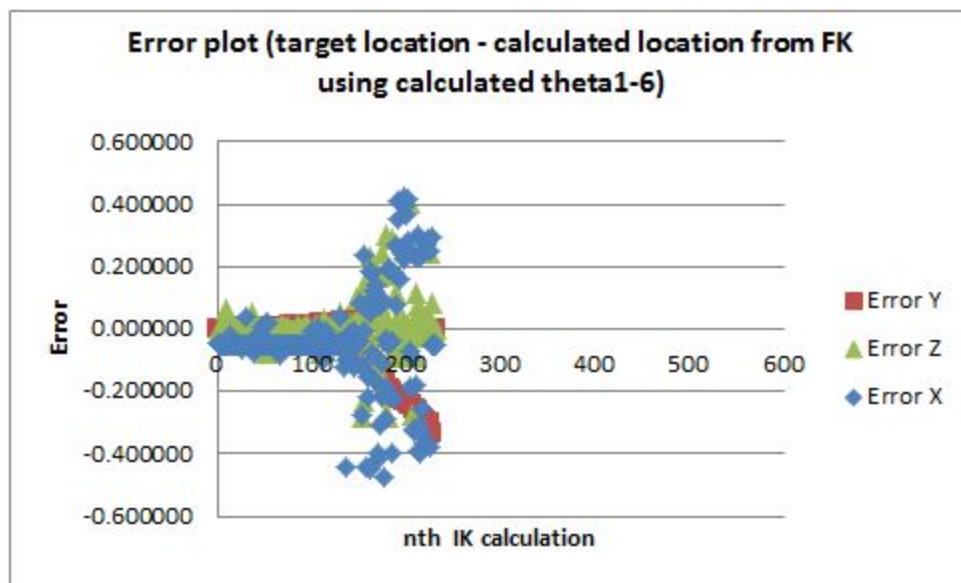 Error plot (target location - calculated location from FK
using calculated theta1-6)
0.600000
0.400000
0.200000
0.000000
-0.200000
-0.400000
-0.600000
0 100 200 300 400 500 600
Error
nth IK calculation
Error Y
Error Z
Error X